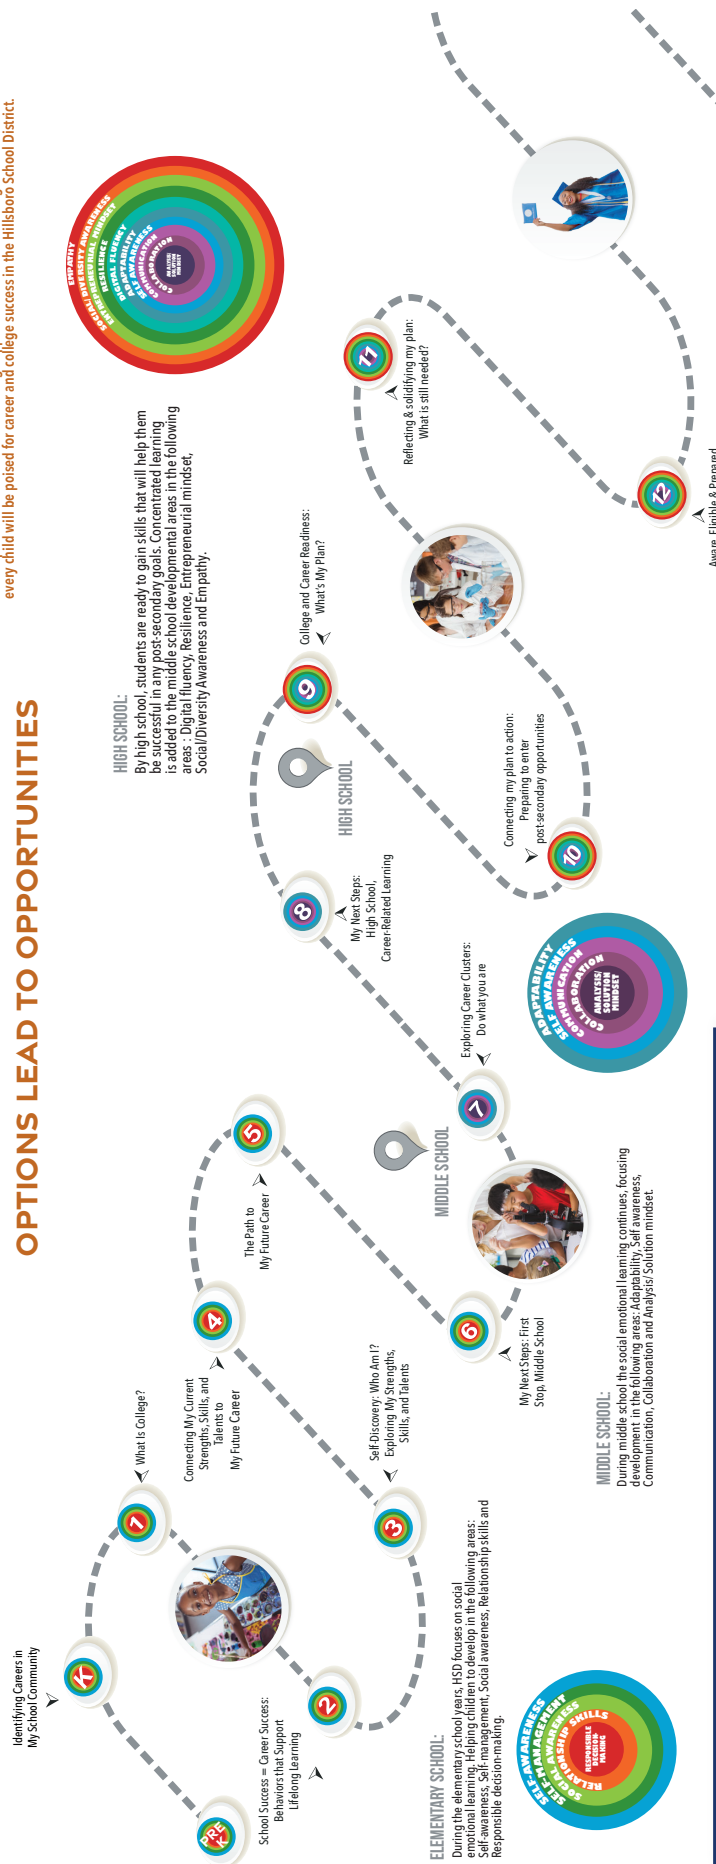 every child will be poised for career and college success in the Hillsboro School District.
OPTIONS LEAD TO OPPORTUNITIES
PRE
K
School Success = Career Success:
Behaviors that Support
Lifelong Learning
K
Identifying Careers in
My School Community
1
What Is College?
2
3
Self-Discovery: Who Am I?
Exploring My Strengths,
Skills, and Talents
4
Connecting My Current
Strengths, Skills, and
Talents to
My Future Career
5
The Path to
My Future Career
6
My Next Steps: First
Stop, Middle School
MIDDLE SCHOOL
7
Exploring Career Clusters:
Do what you are
8
My Next Steps:
High School,
Career-Related Learning
HIGH SCHOOL
9
College and Career Readiness:
What's My Plan?
10
Connecting my plan to action:
Preparing to enter
post-secondary opportunities
11
Reflecting & solidifying my plan:
What is still needed?
12
Aware, Eligible & Prepared
ELEMENTARY SCHOOL:
During the elementary school years, HSD focuses on social
emotional learning. Helping children to develop in the following areas:
Self-awareness, Self-management, Social awareness, Relationship skills and
Responsible decision-making.
SELF-AWARENESS
SELF-MANAGEMENT
SOCIAL AWARENESS
RELATIONSHIP SKILLS
RESPONSIBLE
DECISION-
MAKING
MIDDLE SCHOOL:
During middle school the social emotional learning continues, focusing
development in the following areas: Adaptability, Self awareness,
Communication, Collaboration and Analysis/ Solution mindset.
ADAPTABILITY
SELF AWARENESS
COMMUNICATION
COLLABORATION
ANALYSIS/
SOLUTION
MINDSET
HIGH SCHOOL:
By high school, students are ready to gain skills that will help them
be successful in any post-secondary goals. Concentrated learning
is added to the middle school developmental areas in the following
areas : Digital fluency, Resilience, Entrepreneurial mindset,
Social/Diversity Awareness and Empathy.
EMPATHY
SOCIAL/DIVERSITY AWARENESS
ENTREPRENEURIAL MINDSET
RESILIENCE
DIGITAL FLUENCY
ADAPTABILITY
SELF AWARENESS
COMMUNICATION
COLLABORATION
ANALYSIS/
SOLUTION
MINDSET